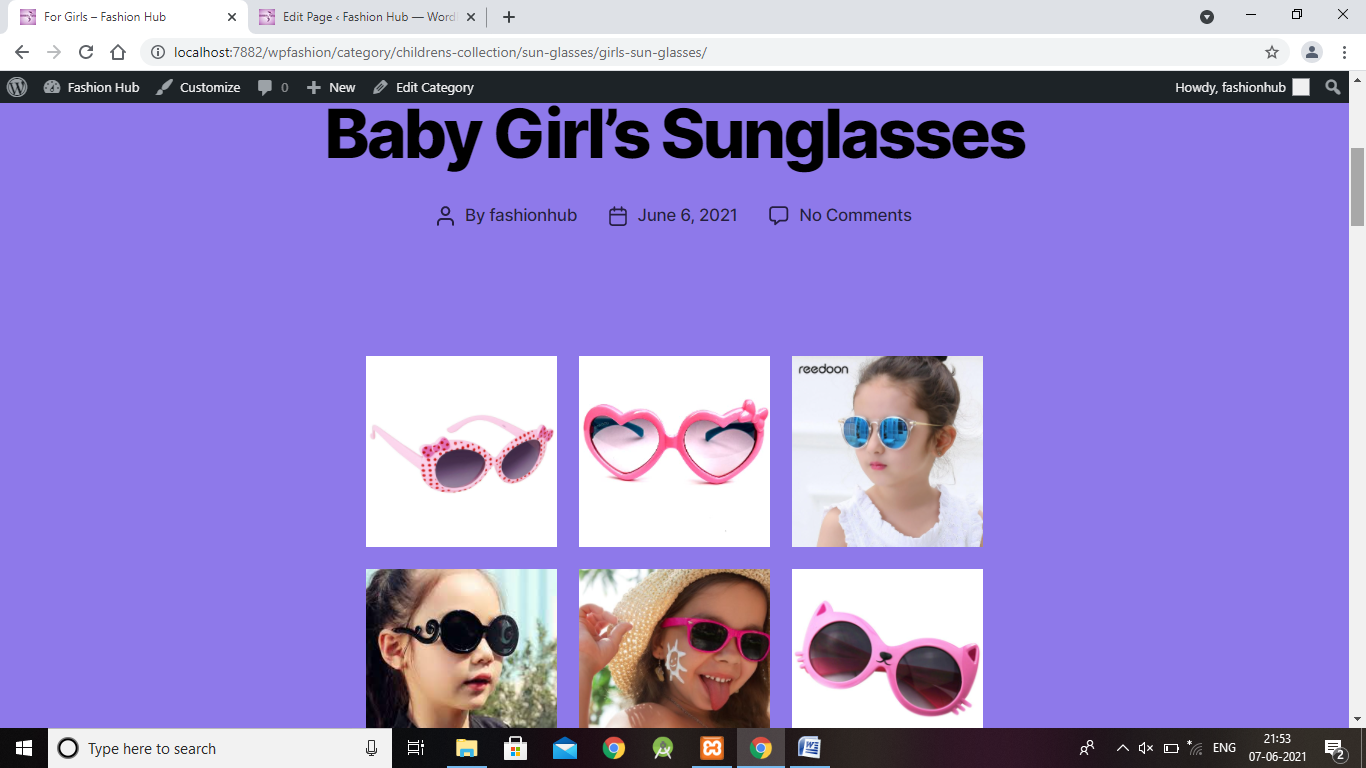 For Girls – Fashion Hub
Edit Page ‹ Fashion Hub — Word
localhost:7882/wpfashion/category/childrens-collection/sun-glasses/girls-sun-glasses/
Fashion Hub Customize 0 New Edit Category Howdy, fashionhub
Baby Girl’s Sunglasses
By fashionhub June 6, 2021 No Comments
reedoon
Type here to search
ENG
21:53
07-06-2021
2